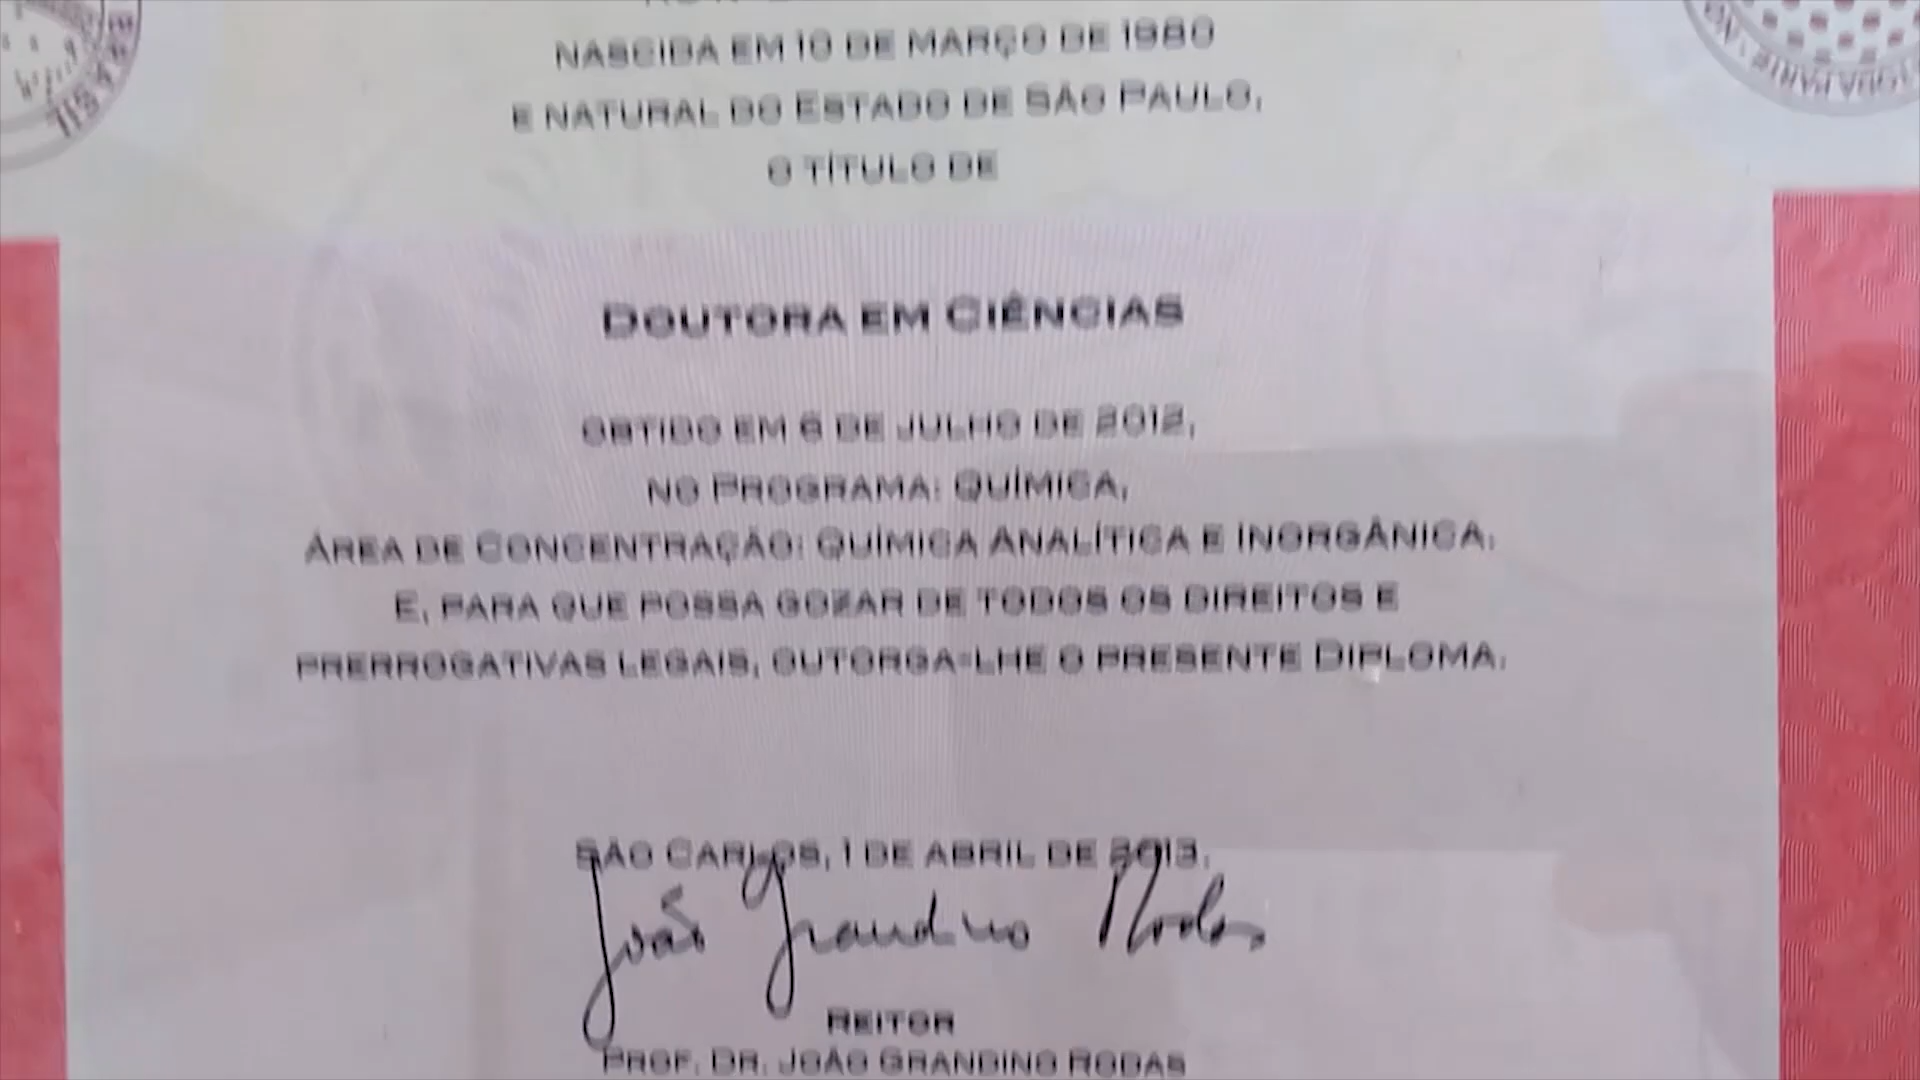 NASCIDA EM 10 DE MARÇO DE 1980
E NATURAL DO ESTADO DE SÃO PAULO,
O TÍTULO DE
DOUTORA EM CIÊNCIAS
OBTIDO EM 6 DE JULHO DE 2012,
NO PROGRAMA: QUÍMICA,
ÁREA DE CONCENTRAÇÃO: QUÍMICA ANALÍTICA E INORGÂNICA.
E, PARA QUE POSSA GOZAR DE TODOS OS DIREITOS E
PRERROGATIVAS LEGAIS, OUTORGA-LHE O PRESENTE DIPLOMA.
SÃO CARLOS, 1 DE ABRIL DE 2013.
João Grandino Rodas
REITOR
PROF. DR. JOÃO GRANDINO RODAS